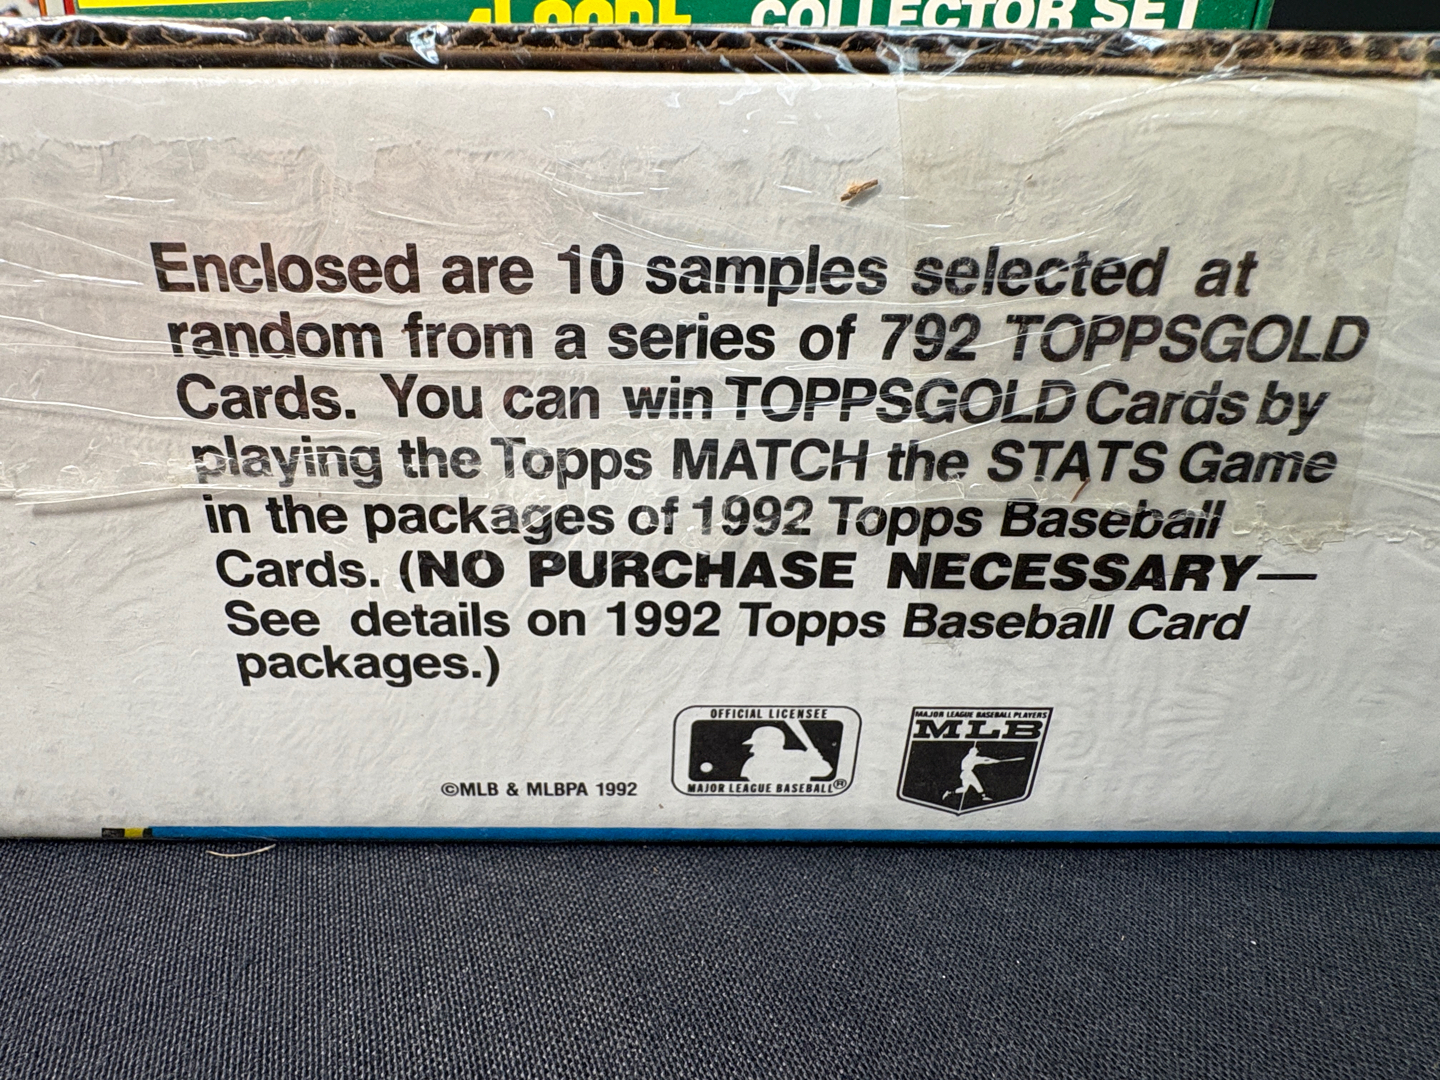 COLLECTOR SET
Enclosed are 10 samples selected at
random from a series of 792 TOPPSGOLD
Cards. You can win TOPPSGOLD Cards by
playing the Topps MATCH the STATS Game
in the packages of 1992 Topps Baseball
Cards. (NO PURCHASE NECESSARY—
See details on 1992 Topps Baseball Card
packages.)
©MLB & MLBPA 1992
OFFICIAL LICENSEE
MAJOR LEAGUE BASEBALL®
MAJOR LEAGUE BASEBALL PLAYERS
MLB